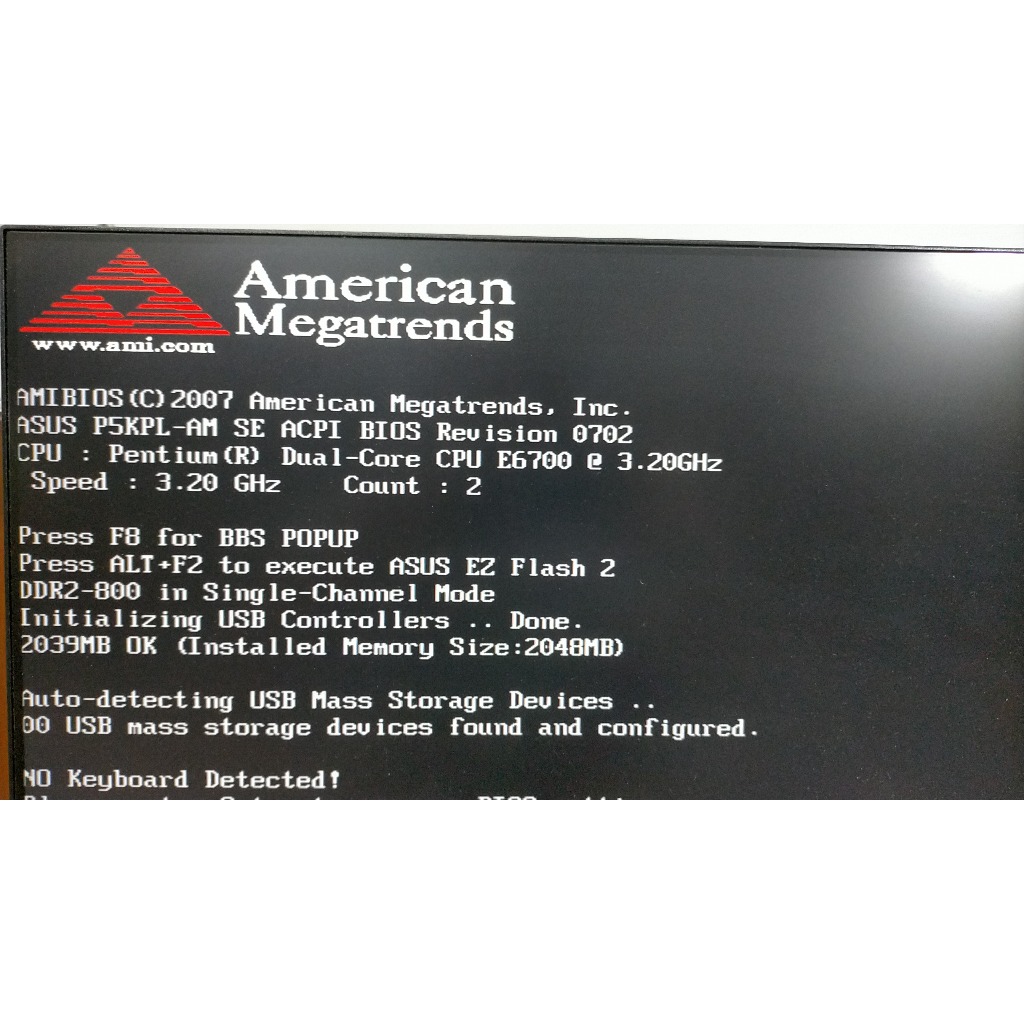 American
Megatrends
www.ami.com
AMIBIOS(C)2007 American Megatrends, Inc.
ASUS P5KPL-AM SE ACPI BIOS Revision 0702
CPU : Pentium(R) Dual-Core CPU E6700 @ 3.20GHz
Speed : 3.20 GHz Count : 2
Press F8 for BBS POPUP
Press ALT+F2 to execute ASUS EZ Flash 2
DDR2-800 in Single-Channel Mode
Initializing USB Controllers .. Done.
2039MB OK (Installed Memory Size:2048MB)
Auto-detecting USB Mass Storage Devices ..
00 USB mass storage devices found and configured.
NO Keyboard Detected!